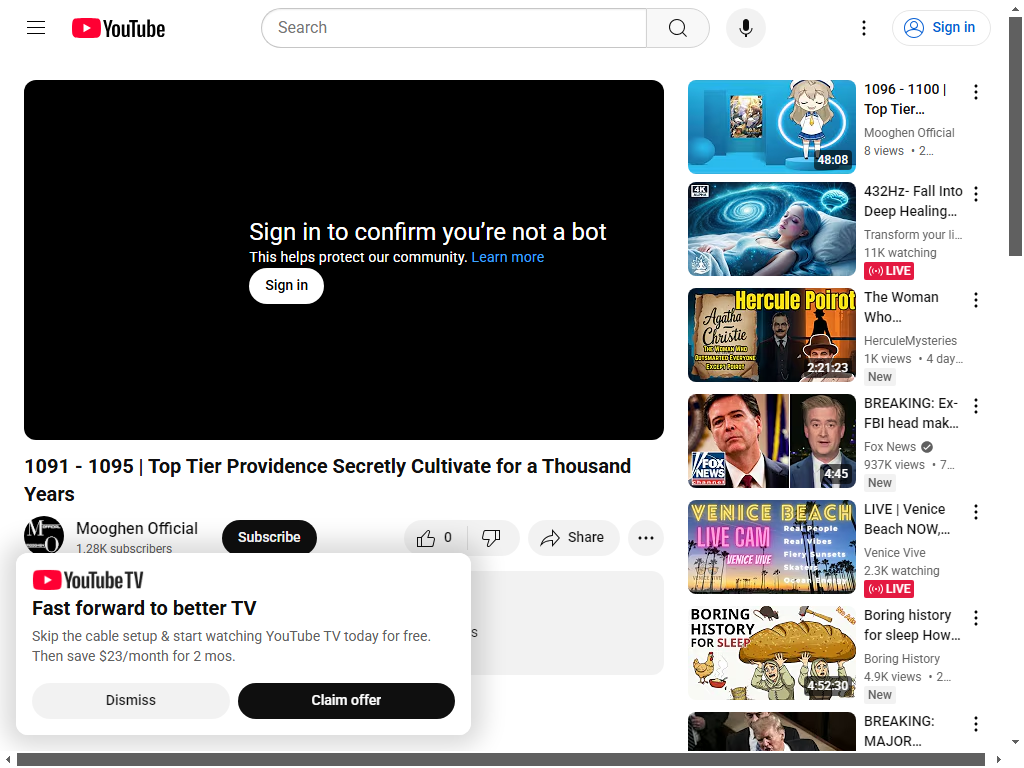 YouTube
Search
Sign in
Sign in to confirm you’re not a bot
This helps protect our community. Learn more
Sign in
1091 - 1095 | Top Tier Providence Secretly Cultivate for a Thousand
Years
Mooghen Official
1.28K subscribers
Subscribe
0
Share
YouTube TV
Fast forward to better TV
Skip the cable setup & start watching YouTube TV today for free.
Then save $23/month for 2 mos.
Dismiss
Claim offer
s
48:08
1096 - 1100 |
Top Tier…
Mooghen Official
8 views • 2…
4K
432Hz- Fall Into
Deep Healing…
Transform your li…
11K watching
LIVE
Hercule Poirot
Agatha
Christie
The Woman Who
Outsmarted Everyone
Except Poirot
2:21:23
The Woman
Who…
HerculeMysteries
1K views • 4 day…
New
FOX
NEWS
channel
4:45
BREAKING: Ex-
FBI head mak…
Fox News
937K views • 7…
New
VENICE BEACH
LIVE CAM
VENICE VIVE
Real People
Real Vibes
Fiery Sunsets
Skaters
Ocean Energy
LIVE | Venice
Beach NOW,…
Venice Vive
2.3K watching
LIVE
BORING
HISTORY
FOR SLEEP
No Ads
4:52:30
Boring history
for sleep How…
Boring History
4.9K views • 2…
New
BREAKING:
MAJOR…